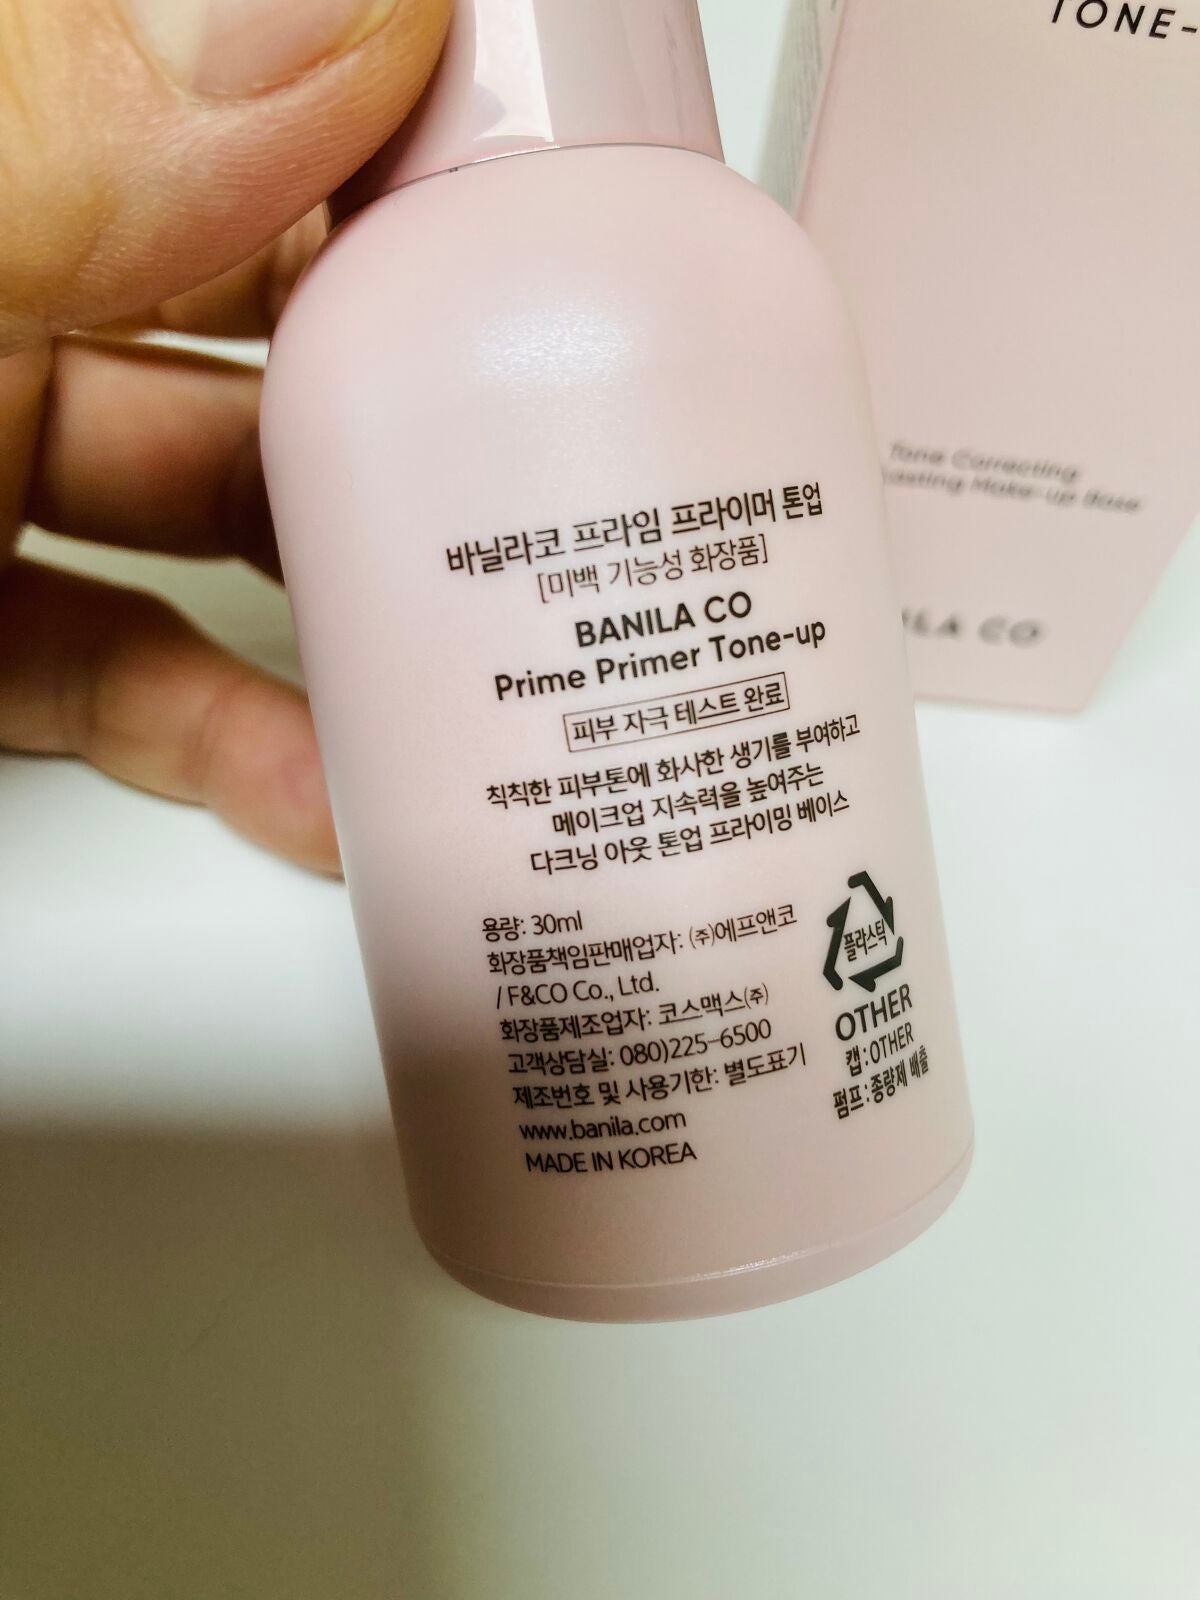 TONE-
Tone Correcting
Lasting Make-up Base
ILA CO
바닐라코 프라임 프라이머 톤업
[미백 기능성 화장품]
BANILA CO
Prime Primer Tone-up
피부 자극 테스트 완료
칙칙한 피부톤에 화사한 생기를 부여하고
메이크업 지속력을 높여주는
다크닝 아웃 톤업 프라이밍 베이스
용량: 30ml
화장품책임판매업자: (주)에프앤코
/ F&CO Co., Ltd.
화장품제조업자: 코스맥스(주)
고객상담실: 080)225-6500
제조번호 및 사용기한: 별도표기
www.banila.com
MADE IN KOREA
플라스틱
OTHER
캡:OTHER
펌프:종량제 배출